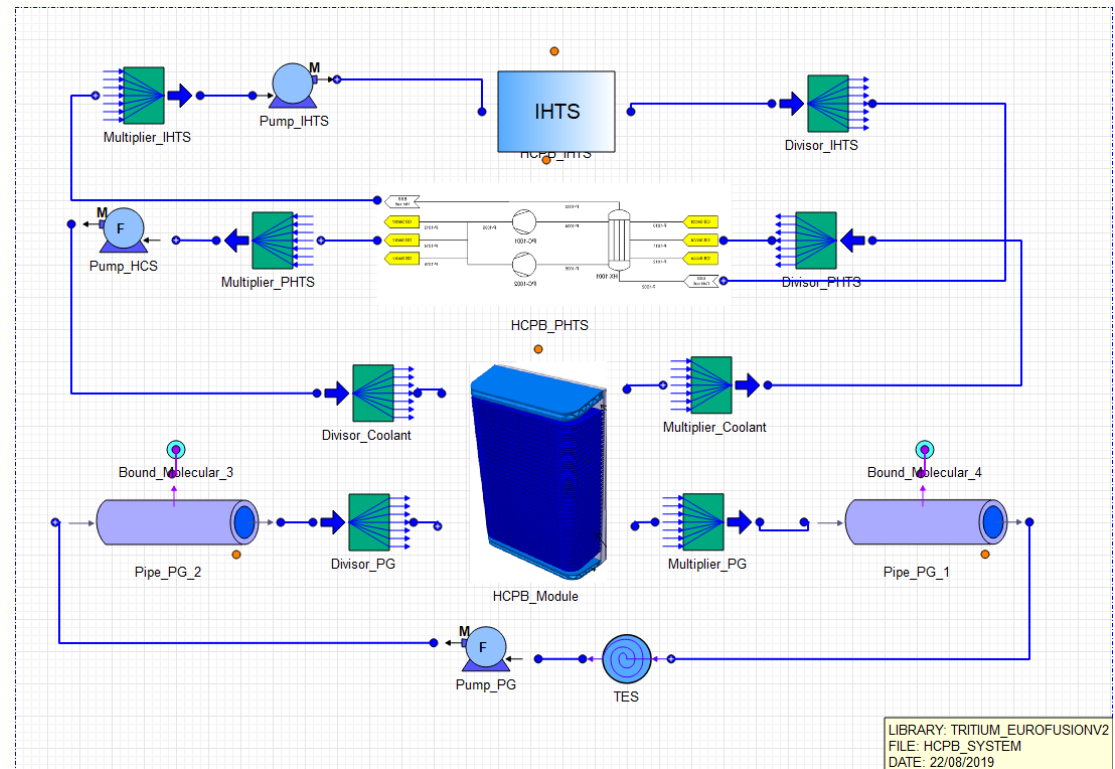 M
Multiplier_IHTS
Pump_IHTS
IHTS
HCPB_IHTS
Divisor_IHTS
M
F
Pump_HCS
Multiplier_PHTS
Divisor_PHTS
HCPB_PHTS
Divisor_Coolant
Multiplier_Coolant
Bound_Molecular_3
Bound_Molecular_4
Pipe_PG_2
Divisor_PG
Multiplier_PG
Pipe_PG_1
HCPB_Module
M
F
Pump_PG
TES
LIBRARY: TRITIUM_EUROFUSIONV2
FILE: HCPB_SYSTEM
DATE: 22/08/2019